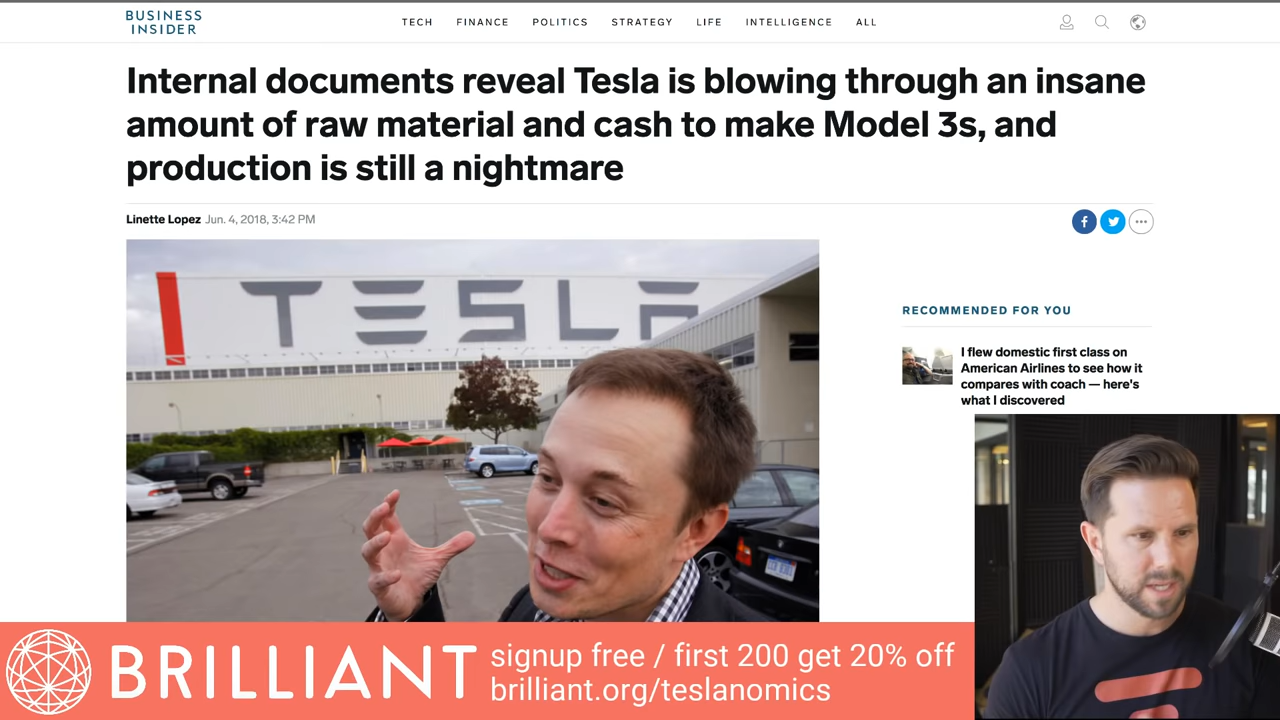 BUSINESS
INSIDER
TECH FINANCE POLITICS STRATEGY LIFE INTELLIGENCE ALL
Internal documents reveal Tesla is blowing through an insane
amount of raw material and cash to make Model 3s, and
production is still a nightmare
Linette Lopez Jun. 4, 2018, 3:42 PM
TESLA
RECOMMENDED FOR YOU
I flew domestic first class on
American Airlines to see how it
compares with coach — here's
what I discovered
BRILLIANT
signup free / first 200 get 20% off
brilliant.org/teslanomics